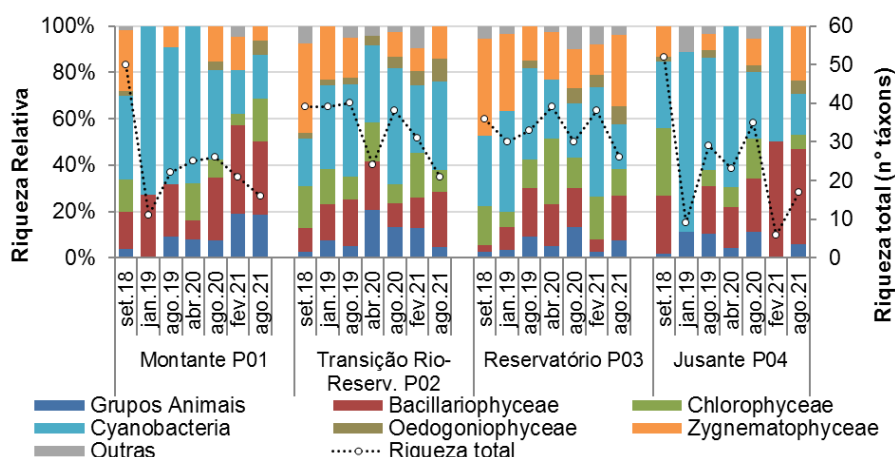 100%
80%
60%
40%
20%
0%
Riqueza Relativa
60
50
40
30
20
10
0
Riqueza total (n° táxons)
set.18
jan.19
ago.19
abr.20
ago.20
fev.21
ago.21
set.18
jan.19
ago.19
abr.20
ago.20
fev.21
ago.21
set.18
jan.19
ago.19
abr.20
ago.20
fev.21
ago.21
set.18
jan.19
ago.19
abr.20
ago.20
fev.21
ago.21
Montante P01
Transição Rio-
Reserv. P02
Reservatório P03
Jusante P04
Grupos Animais
Bacillariophyceae
Chlorophyceae
Cyanobacteria
Oedogoniophyceae
Zygnematophyceae
Outras
Riqueza total